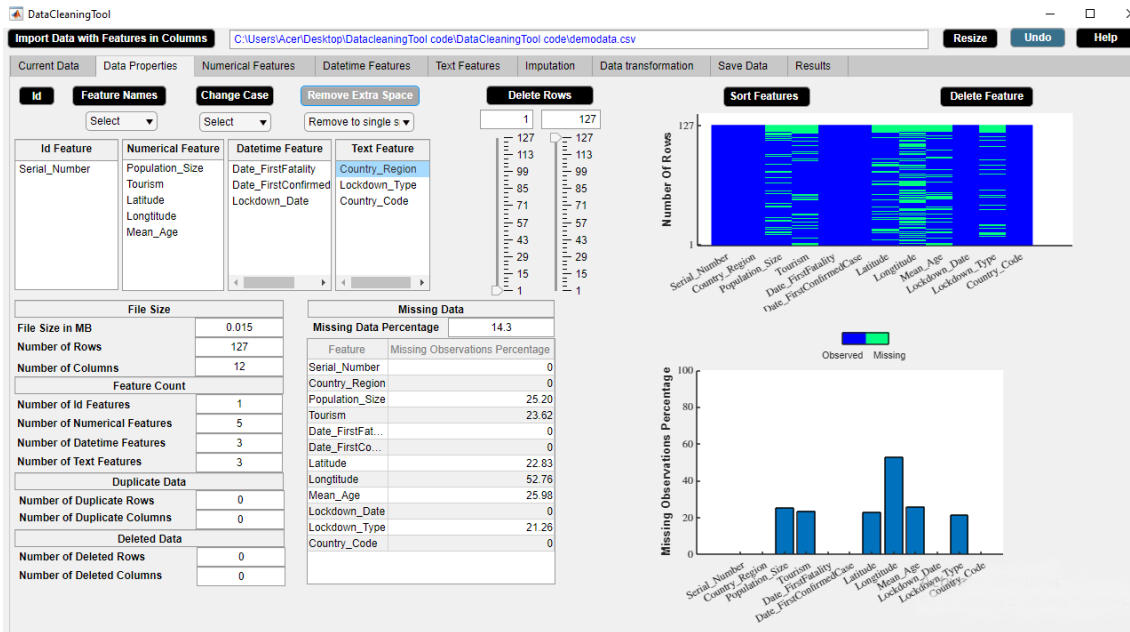 DataCleaningTool
Import Data with Features in Columns C:\Users\Acer\Desktop\DatacleaningTool code\DataCleaningTool code\demodata.csv Resize Undo Help
Current Data Data Properties Numerical Features Datetime Features Text Features Imputation Data transformation Save Data Results
Id Feature Names Change Case Remove Extra Space Delete Rows Sort Features Delete Feature
Select Select Remove to single s 1 127
Id Feature
Serial_Number
Numerical Feature
Population_Size
Tourism
Latitude
Longtitude
Mean_Age
Datetime Feature
Date_FirstFatality
Date_FirstConfirmed
Lockdown_Date
Text Feature
Country_Region
Lockdown_Type
Country_Code
127 127
113 113
99 99
85 85
71 71
57 57
43 43
29 29
15 15
1 1
Number Of Rows
127
1
Serial_Number
Country_Region
Population_Size
Tourism
Date_FirstFatality
Date_FirstConfirmedCase
Latitude
Longtitude
Mean_Age
Lockdown_Date
Lockdown_Type
Country_Code
Observed Missing
File Size
File Size in MB 0.015
Number of Rows 127
Number of Columns 12
Feature Count
Number of Id Features 1
Number of Numerical Features 5
Number of Datetime Features 3
Number of Text Features 3
Duplicate Data
Number of Duplicate Rows 0
Number of Duplicate Columns 0
Deleted Data
Number of Deleted Rows 0
Number of Deleted Columns 0
Missing Data
Missing Data Percentage 14.3
Feature Missing Observations Percentage
Serial_Number 0
Country_Region 0
Population_Size 25.20
Tourism 23.62
Date_FirstFat... 0
Date_FirstCo... 0
Latitude 22.83
Longtitude 52.76
Mean_Age 25.98
Lockdown_Date 0
Lockdown_Type 21.26
Country_Code 0
Missing Observations Percentage
100
80
60
40
20
0
Serial_Number
Country_Region
Population_Size
Tourism
Date_FirstFatality
Date_FirstConfirmedCase
Latitude
Longtitude
Mean_Age
Lockdown_Date
Lockdown_Type
Country_Code